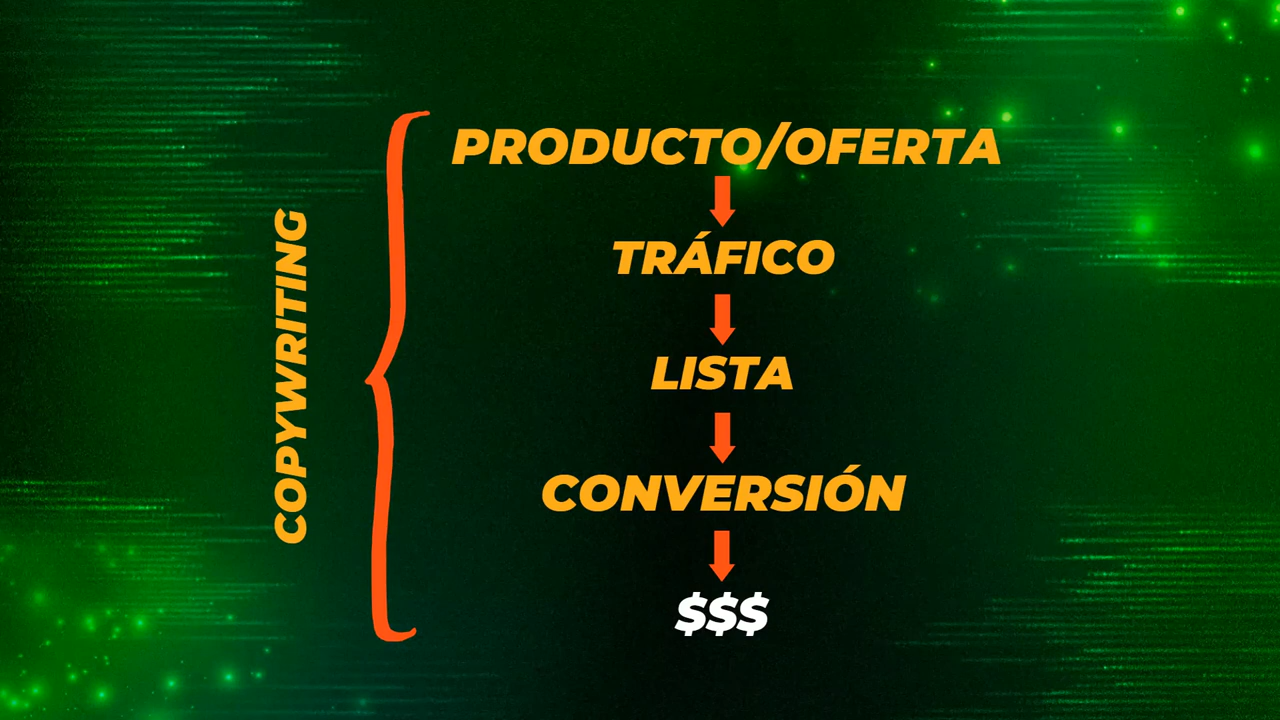 COPYWRITING
PRODUCTO/OFERTA
TRÁFICO
LISTA
CONVERSIÓN
$$$